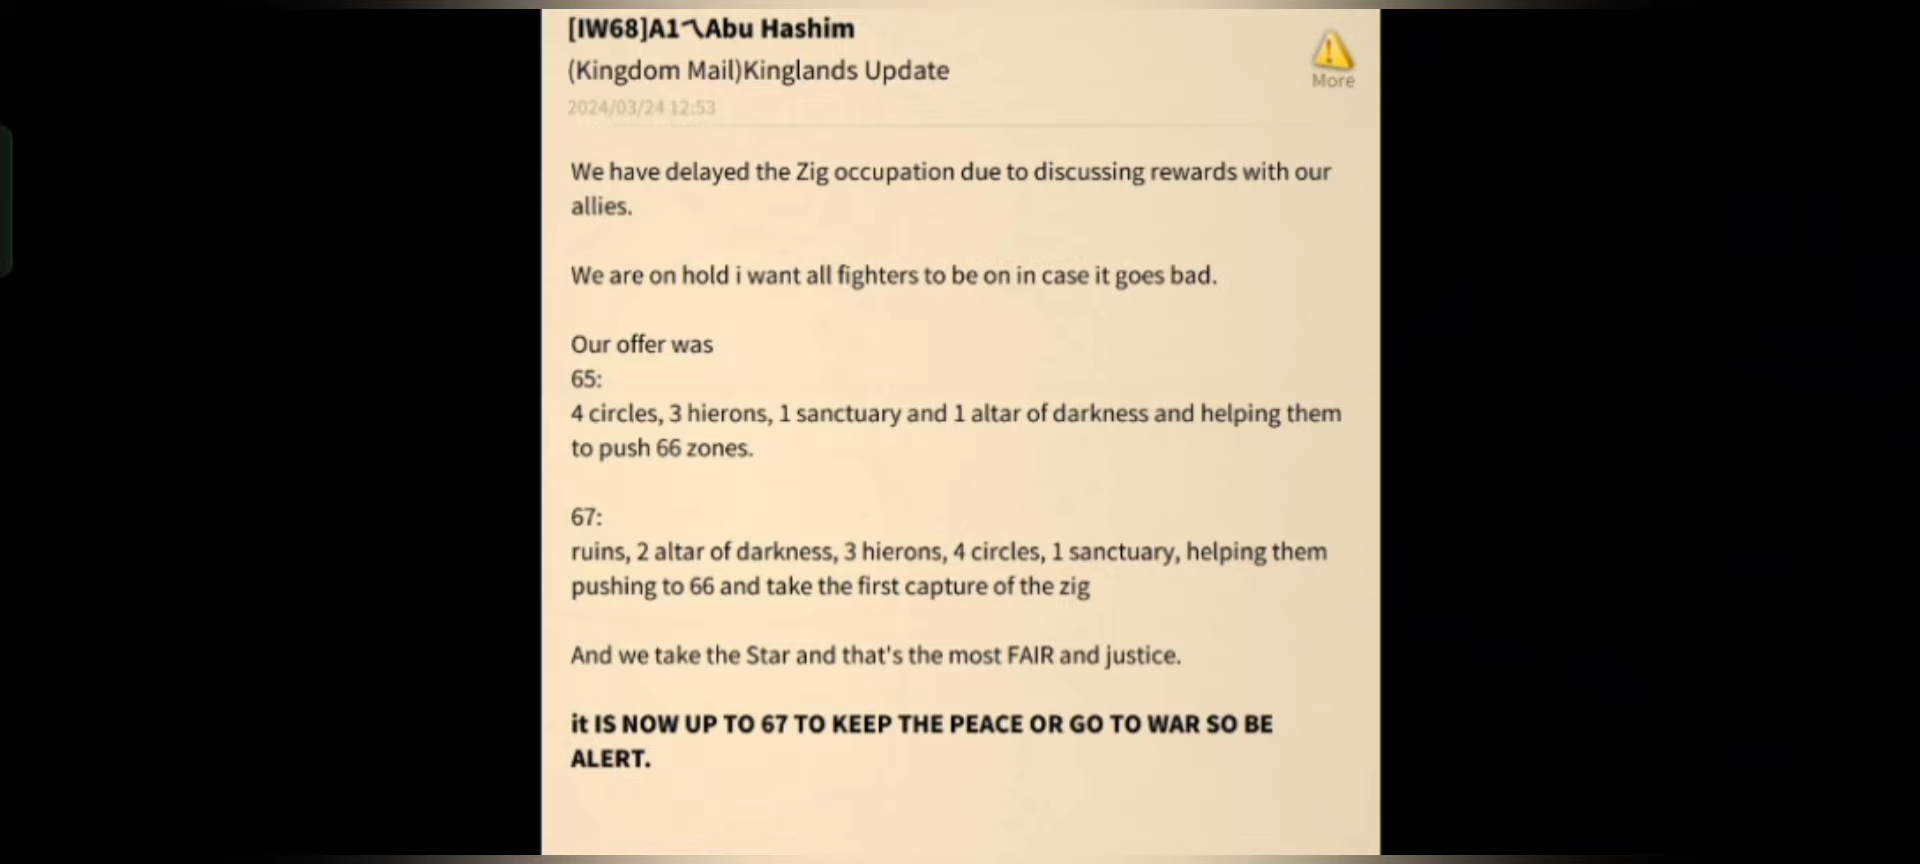 [IW68]A1乀Abu Hashim
(Kingdom Mail)Kinglands Update
More
2024/03/24 12:53
We have delayed the Zig occupation due to discussing rewards with our
allies.
We are on hold i want all fighters to be on in case it goes bad.
Our offer was
65:
4 circles, 3 hierons, 1 sanctuary and 1 altar of darkness and helping them
to push 66 zones.
67:
ruins, 2 altar of darkness, 3 hierons, 4 circles, 1 sanctuary, helping them
pushing to 66 and take the first capture of the zig
And we take the Star and that's the most FAIR and justice.
it IS NOW UP TO 67 TO KEEP THE PEACE OR GO TO WAR SO BE
ALERT.